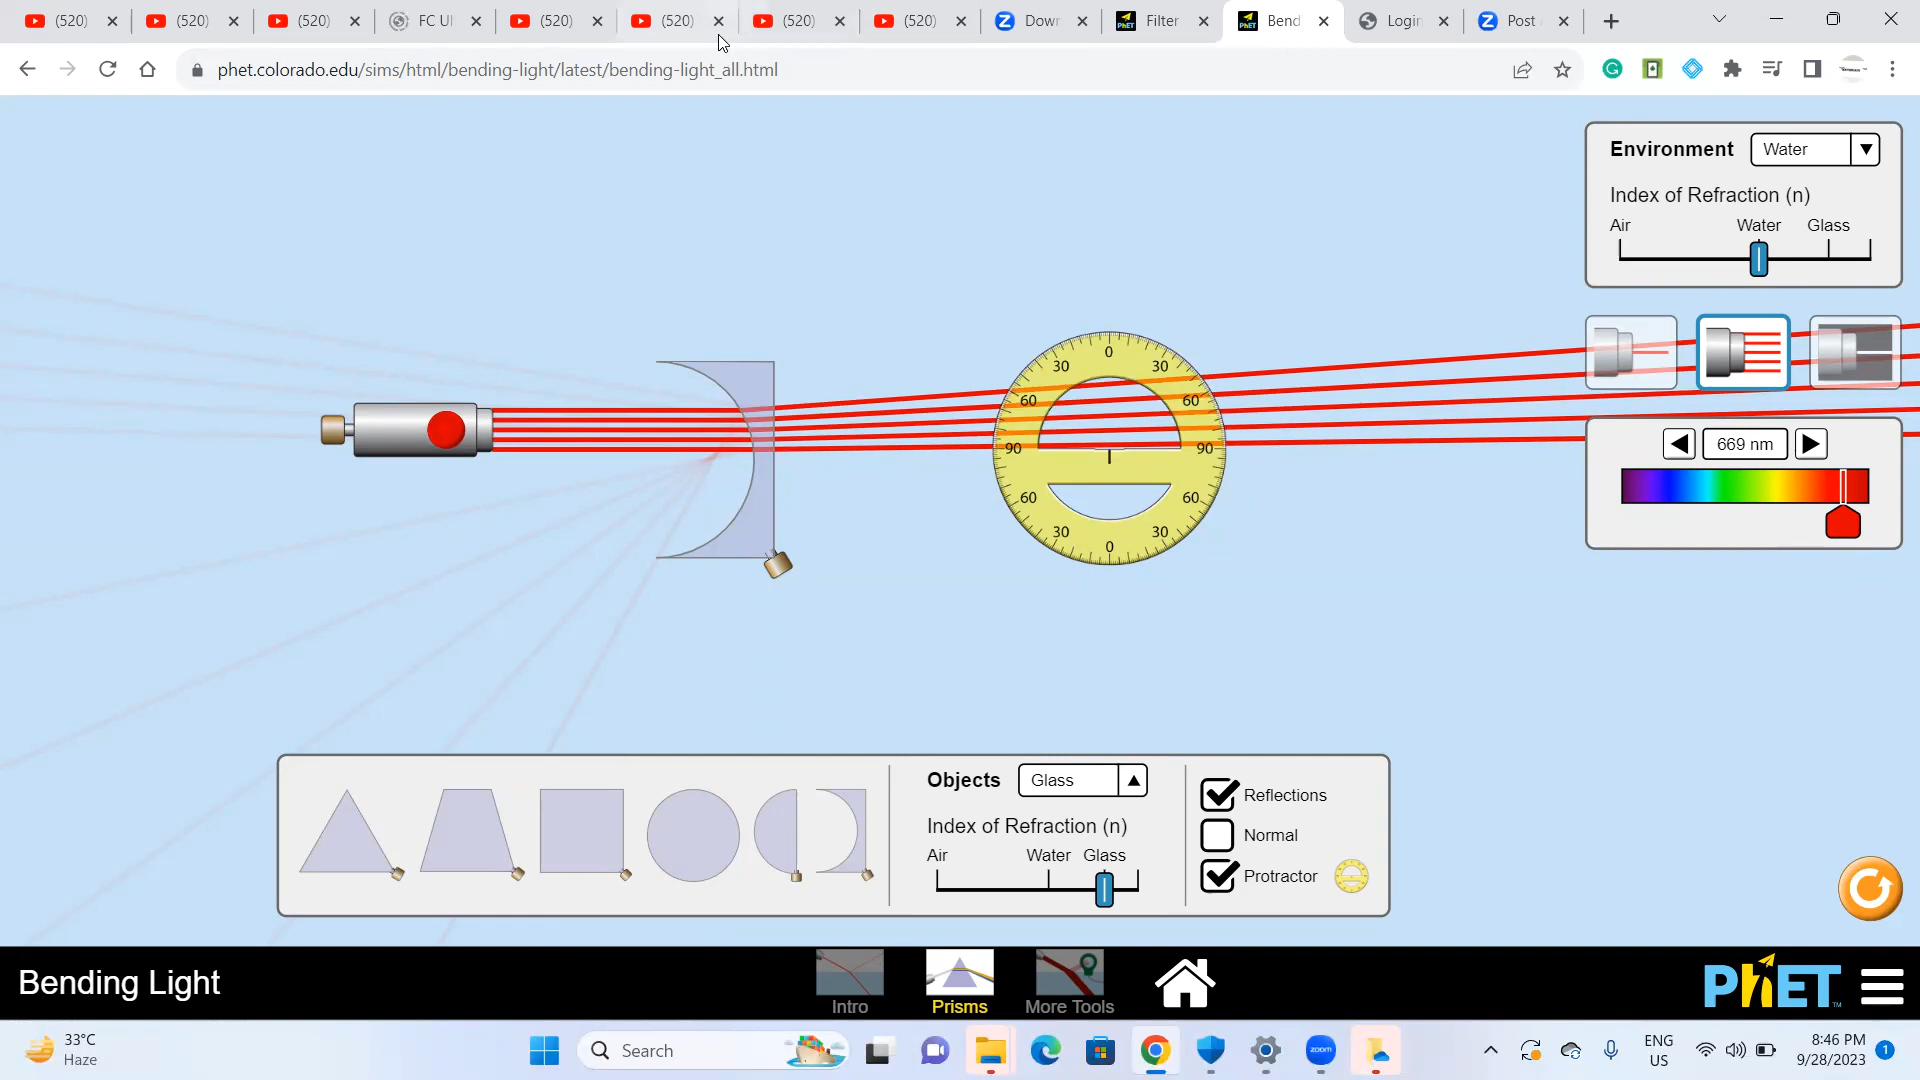 (520) (520) (520) FC UI (520) (520) (520) (520) Down Filter Bend Login Post
phet.colorado.edu/sims/html/bending-light/latest/bending-light_all.html
Environment Water
Index of Refraction (n)
Air Water Glass
0
30 30
60 60
90 90
60 60
30 30
0
669 nm
Objects Glass
Index of Refraction (n)
Air Water Glass
Reflections
Normal
Protractor
Bending Light
Intro
Prisms
More Tools
PhET
33°C
Haze
Search
zoom
ENG
US
8:46 PM
9/28/2023
1